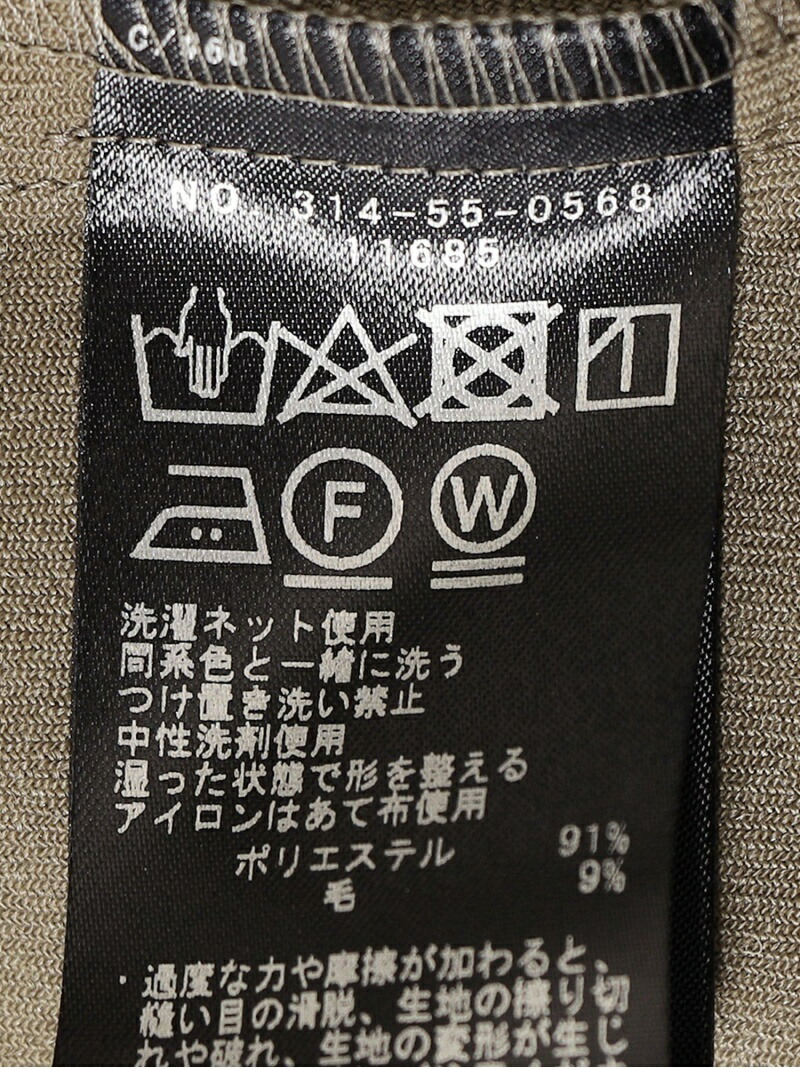 NO. 314-55-0568
11685
F
W
洗濯ネット使用
同系色と一緒に洗う
つけ置き洗い禁止
中性洗剤使用
湿った状態で形を整える
アイロンはあて布使用
ポリエステル 91%
毛 9%
・過度な力や摩擦が加わると、
縫い目の滑脱、生地の擦り切
れや破れ、生地の変形が生じ